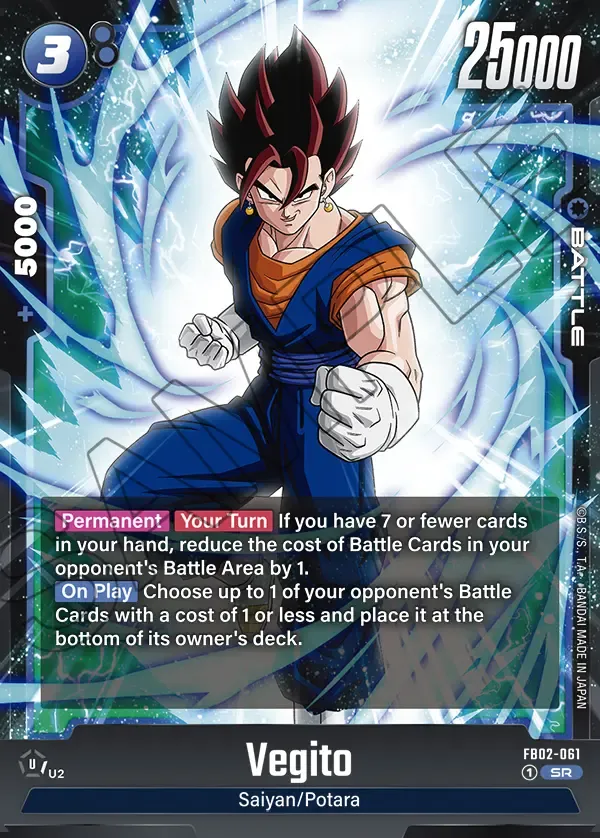 3
25000
+ 5000
BATTLE
SAMPLE
Permanent Your Turn If you have 7 or fewer cards
in your hand, reduce the cost of Battle Cards in your
opponent's Battle Area by 1.
On Play Choose up to 1 of your opponent's Battle
Cards with a cost of 1 or less and place it at the
bottom of its owner's deck.
©B.S./S., T.A. BANDAI MADE IN JAPAN
Vegito
FB02-061
U/U2
1 SR
Saiyan/Potara